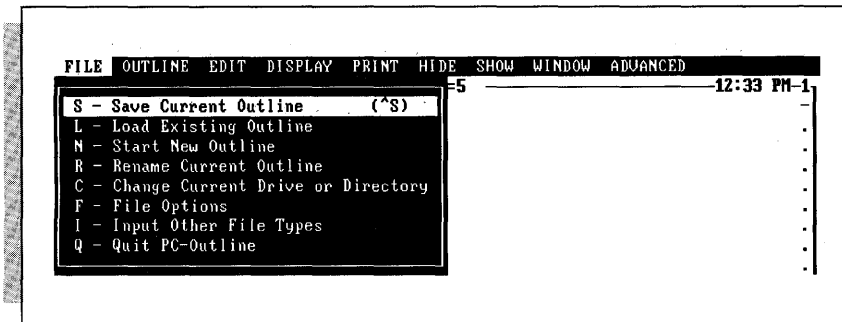 FILE OUTLINE EDIT DISPLAY PRINT HIDE SHOW WINDOW ADVANCED
=5 12:33 PM-1
S - Save Current Outline (^S)
L - Load Existing Outline
N - Start New Outline
R - Rename Current Outline
C - Change Current Drive or Directory
F - File Options
I - Input Other File Types
Q - Quit PC-Outline